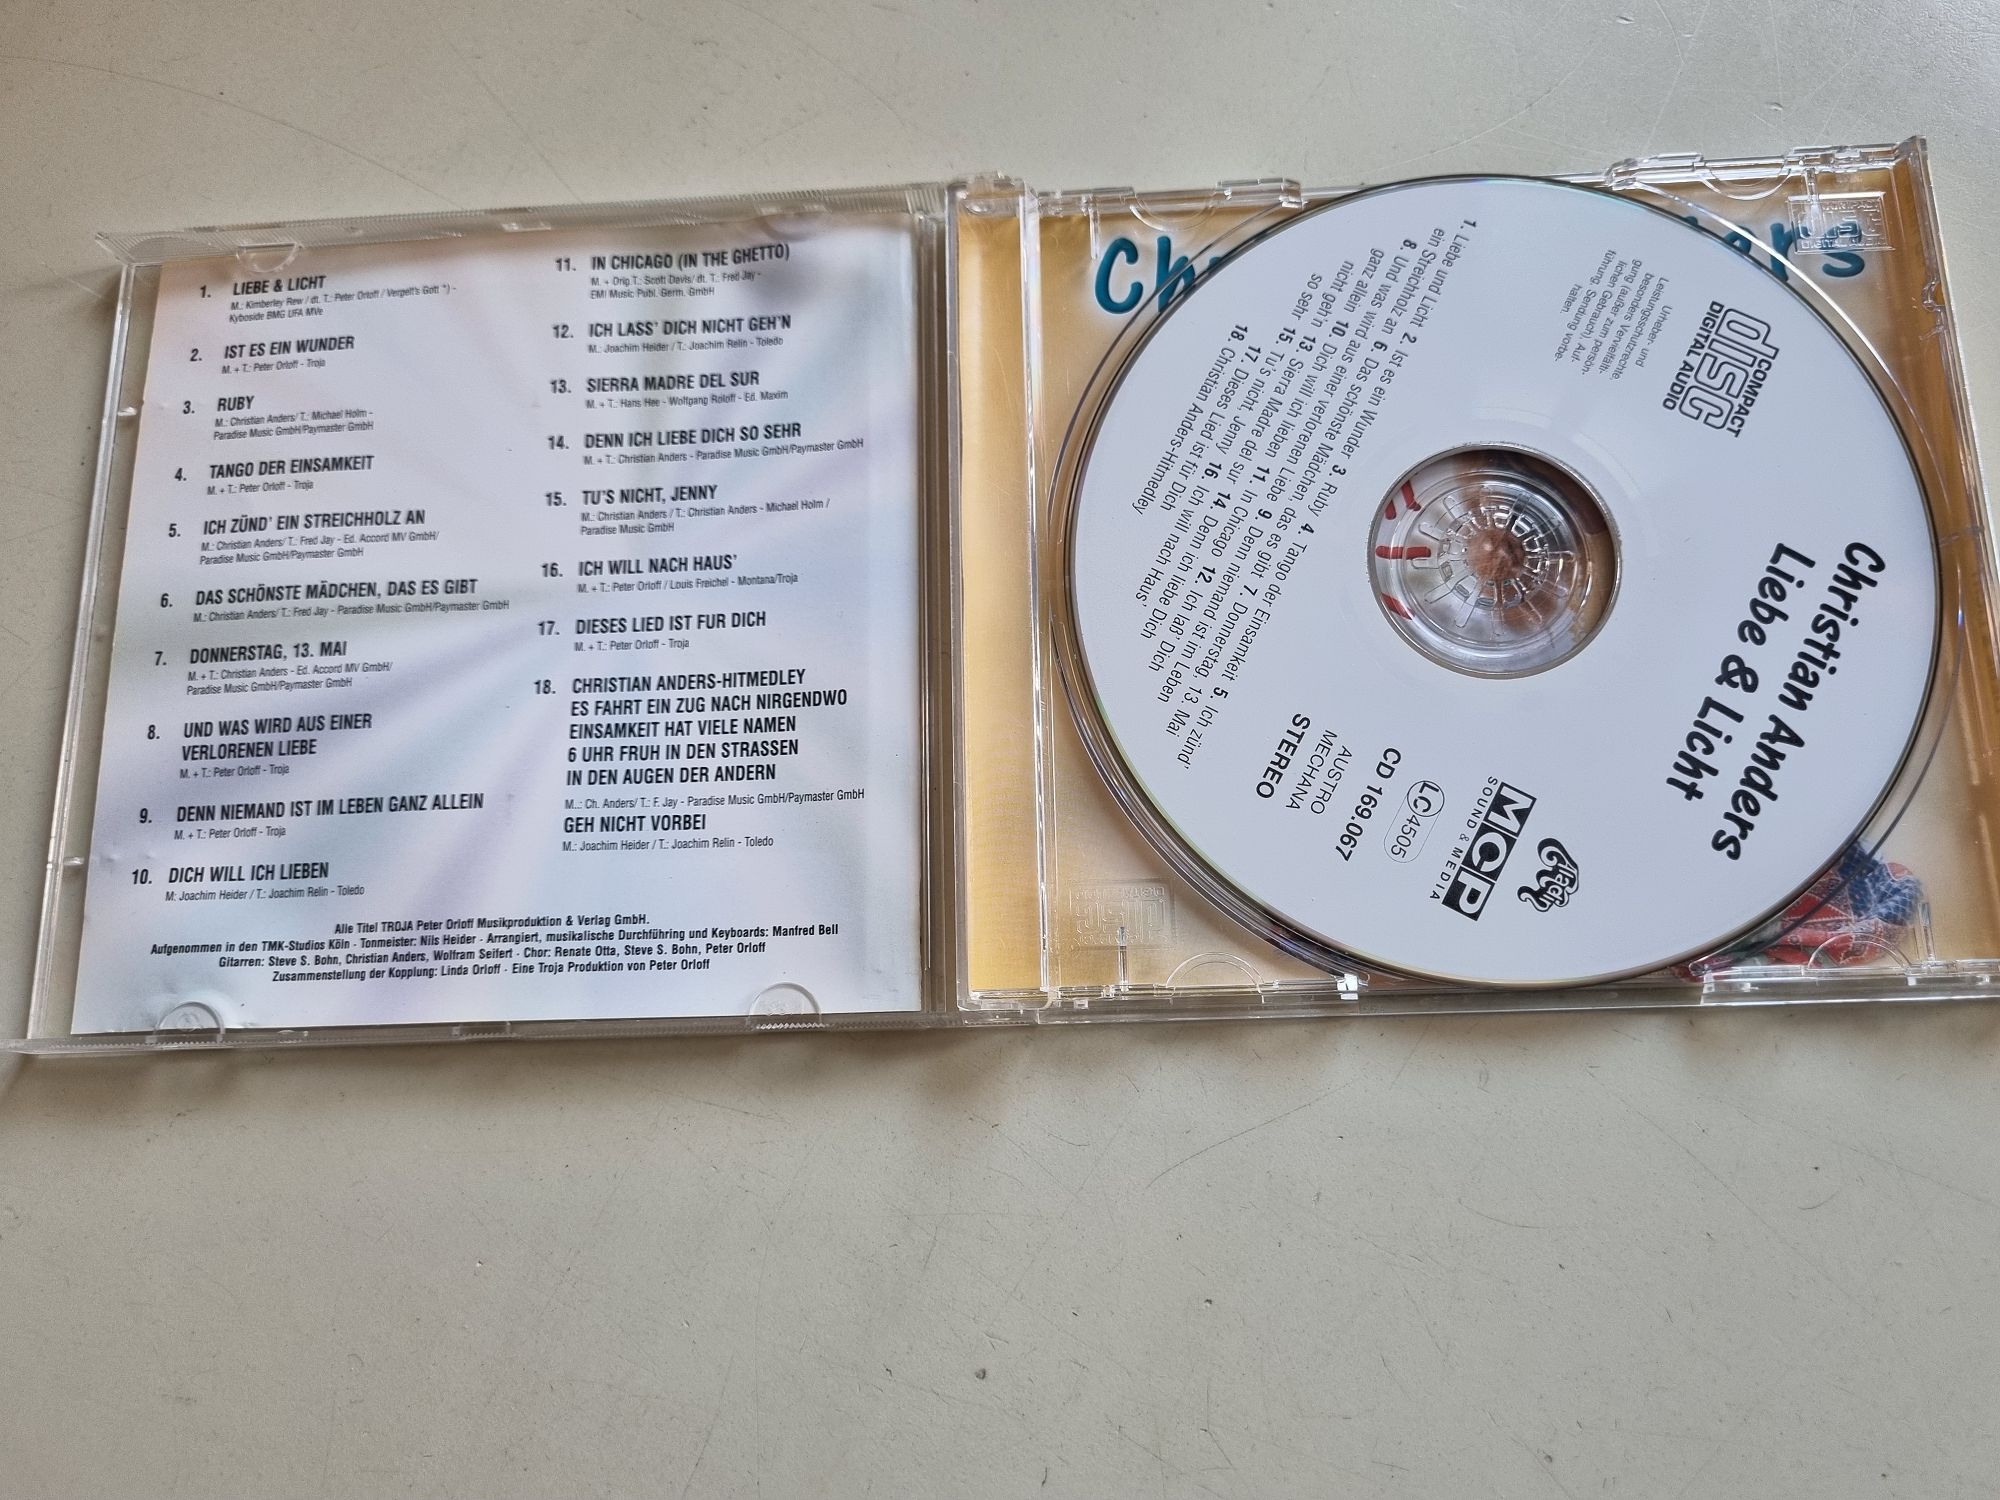 1. LIEBE & LICHT
M.: Kimberley Rew / dt. T.: Peter Orloff / Vergelt's Gott *) -
Kyboside BMG UFA MVe
2. IST ES EIN WUNDER
M. + T.: Peter Orloff - Troja
3. RUBY
M.: Christian Anders/ T.: Michael Holm -
Paradise Music GmbH/Paymaster GmbH
4. TANGO DER EINSAMKEIT
M. + T.: Peter Orloff - Troja
5. ICH ZÜND' EIN STREICHHOLZ AN
M.: Christian Anders/ T.: Fred Jay - Ed. Accord MV GmbH/
Paradise Music GmbH/Paymaster GmbH
6. DAS SCHÖNSTE MÄDCHEN, DAS ES GIBT
M.: Christian Anders/ T.: Fred Jay - Paradise Music GmbH/Paymaster GmbH
7. DONNERSTAG, 13. MAI
M. + T.: Christian Anders - Ed. Accord MV GmbH/
Paradise Music GmbH/Paymaster GmbH
8. UND WAS WIRD AUS EINER
VERLORENEN LIEBE
M. + T.: Peter Orloff - Troja
9. DENN NIEMAND IST IM LEBEN GANZ ALLEIN
M. + T.: Peter Orloff - Troja
10. DICH WILL ICH LIEBEN
M: Joachim Heider / T.: Joachim Relin - Toledo
11. IN CHICAGO (IN THE GHETTO)
M. + Orig.T.: Scott Davis/ dt. T.: Fred Jay -
EMI Music Publ. Germ. GmbH
12. ICH LASS' DICH NICHT GEH'N
M.: Joachim Heider / T.: Joachim Relin - Toledo
13. SIERRA MADRE DEL SUR
M. + T.: Hans Hee - Wolfgang Roloff - Ed. Maxim
14. DENN ICH LIEBE DICH SO SEHR
M. + T.: Christian Anders - Paradise Music GmbH/Paymaster GmbH
15. TU'S NICHT, JENNY
M.: Christian Anders / T.: Christian Anders - Michael Holm /
Paradise Music GmbH
16. ICH WILL NACH HAUS'
M. + T.: Peter Orloff / Louis Freichel - Montana/Troja
17. DIESES LIED IST FUR DICH
M. + T.: Peter Orloff - Troja
18. CHRISTIAN ANDERS-HITMEDLEY
ES FAHRT EIN ZUG NACH NIRGENDWO
EINSAMKEIT HAT VIELE NAMEN
6 UHR FRUH IN DEN STRASSEN
IN DEN AUGEN DER ANDERN
M..: Ch. Anders/ T.: F. Jay - Paradise Music GmbH/Paymaster GmbH
GEH NICHT VORBEI
M.: Joachim Heider / T.: Joachim Relin - Toledo
Alle Titel TROJA Peter Orloff Musikproduktion & Verlag GmbH.
Aufgenommen in den TMK-Studios Köln · Tonmeister: Nils Heider · Arrangiert, musikalische Durchführung und Keyboards: Manfred Bell
Gitarren: Steve S. Bohn, Christian Anders, Wolfram Seifert · Chor: Renate Otta, Steve S. Bohn, Peter Orloff
Zusammenstellung der Kopplung: Linda Orloff · Eine Troja Produktion von Peter Orloff
Christian Anders
Liebe & Licht
COMPACT
disc
DIGITAL AUDIO
Urheber- und
Leistungsschutzrechte,
besonders Vervielfälti-
gung (außer zum persön-
lichen Gebrauch), Auf-
führung, Sendung vorbe-
halten.
Aladin
MCP
SOUND & MEDIA
LC 4505
CD 169.067
AUSTRO
MECHANA
STEREO
1. Liebe und Licht 2. Ist es ein Wunder 3. Ruby 4. Tango der Einsamkeit 5. Ich zünd'
ein Streichholz an 6. Das schönste Mädchen, das es gibt 7. Donnerstag, 13. Mai
8. Und was wird aus einer verlorenen Liebe 9. Denn niemand ist im Leben
ganz allein 10. Dich will ich lieben 11. In Chicago 12. Ich laß' Dich
nicht geh'n 13. Sierra Madre del sur 14. Denn ich liebe Dich
so sehr 15. Tu's nicht, Jenny 16. Ich will nach Haus'
17. Dieses Lied ist für Dich
18. Christian Anders-Hitmedley